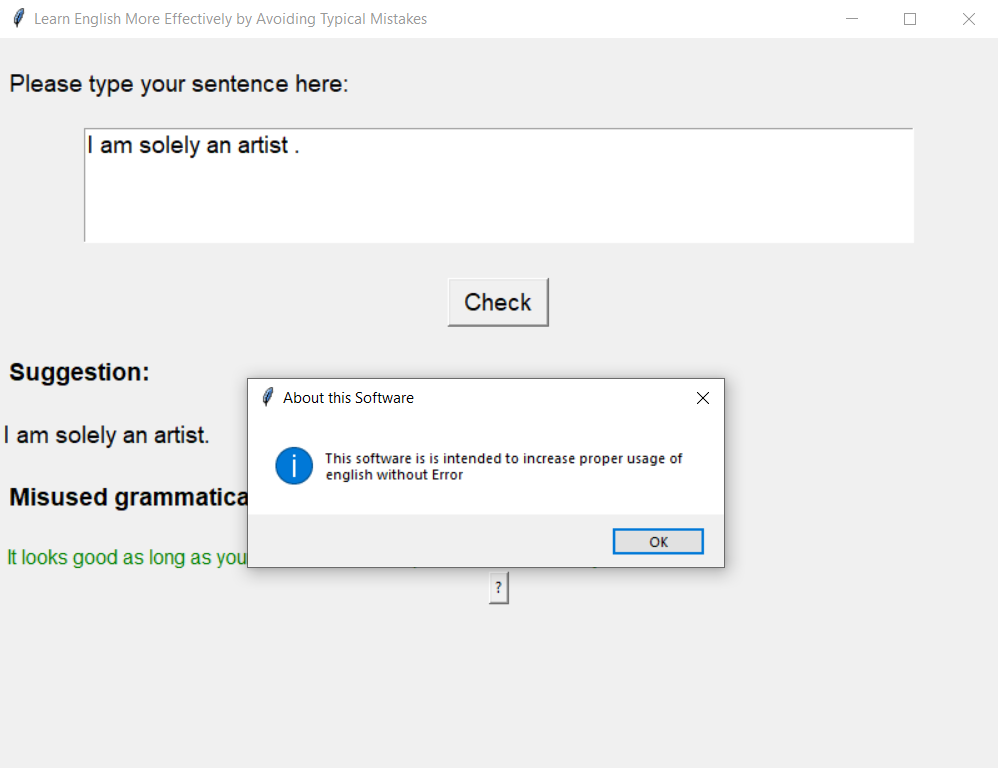 Learn English More Effectively by Avoiding Typical Mistakes
Please type your sentence here:
I am solely an artist .
Check
Suggestion:
About this Software
This software is is intended to increase proper usage of
english without Error
OK
I am solely an artist.
Misused grammatica
It looks good as long as you
?